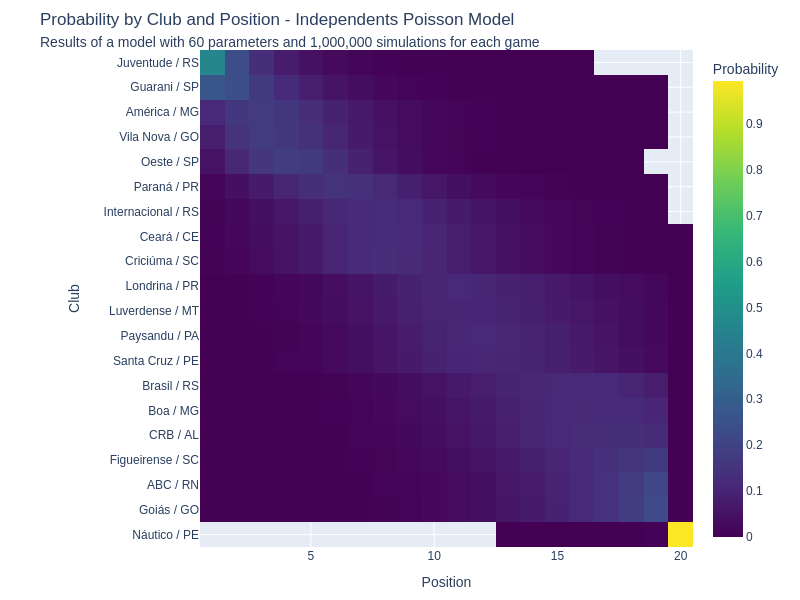 Probability by Club and Position - Independents Poisson Model
Results of a model with 60 parameters and 1,000,000 simulations for each game
Probability
Club
Juventude / RS
Guarani / SP
América / MG
Vila Nova / GO
Oeste / SP
Paraná / PR
Internacional / RS
Ceará / CE
Criciúma / SC
Londrina / PR
Luverdense / MT
Paysandu / PA
Santa Cruz / PE
Brasil / RS
Boa / MG
CRB / AL
Figueirense / SC
ABC / RN
Goiás / GO
Náutico / PE
0.9
0.8
0.7
0.6
0.5
0.4
0.3
0.2
0.1
0
5 10 15 20
Position